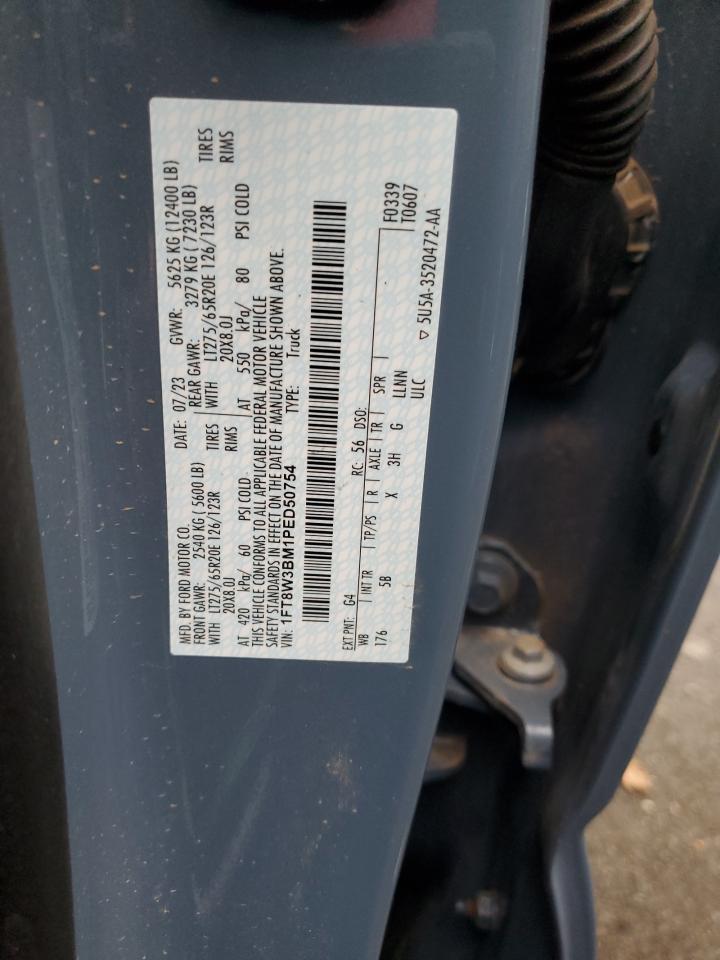 MFD. BY FORD MOTOR CO. DATE: 07/23 GVWR: 5625 KG (12400 LB)
FRONT GAWR: 2540 KG ( 5600 LB) REAR GAWR: 3279 KG ( 7230 LB)
WITH LT275/65R20E 126/123R TIRES WITH LT275/65R20E 126/123R TIRES
20X8.0J RIMS 20X8.0J RIMS
AT 420 kPa/ 60 PSI COLD AT 550 kPa/ 80 PSI COLD
THIS VEHICLE CONFORMS TO ALL APPLICABLE FEDERAL MOTOR VEHICLE
SAFETY STANDARDS IN EFFECT ON THE DATE OF MANUFACTURE SHOWN ABOVE.
VIN: 1FT8W3BM1PED50754 TYPE: Truck
EXT PNT: G4 RC: 56 DSO: F0339
WB INT TR TP/PS R AXLE TR SPR T0607
176 5B X 3H G LLNN
ULC ▽ 5U5A-3520472-AA